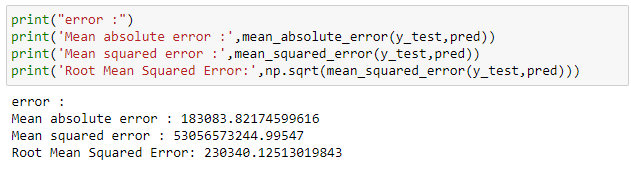 print("error :")
print('Mean absolute error :',mean_absolute_error(y_test,pred))
print('Mean squared error :',mean_squared_error(y_test,pred))
print('Root Mean Squared Error:',np.sqrt(mean_squared_error(y_test,pred)))
error :
Mean absolute error : 183083.82174599616
Mean squared error : 53056573244.99547
Root Mean Squared Error: 230340.12513019843